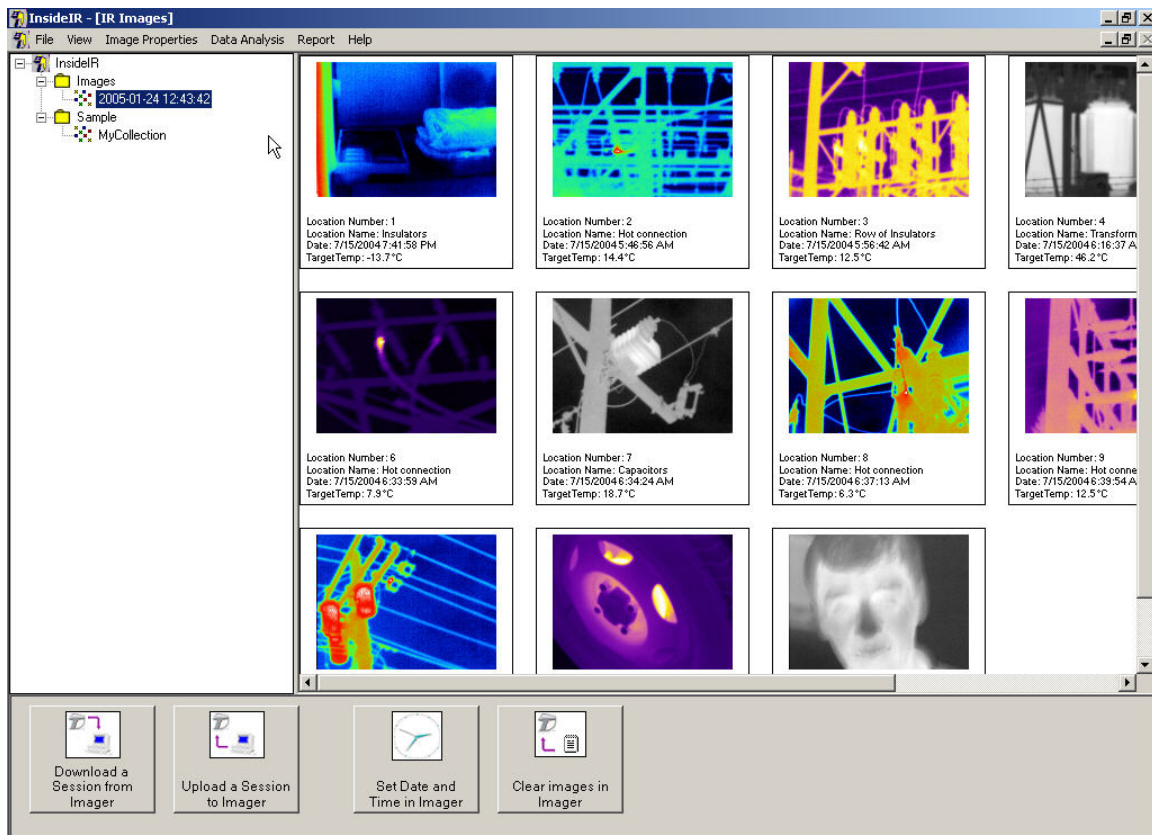 InsideIR - [IR Images]
File View Image Properties Data Analysis Report Help
InsideIR
Images
2005-01-24 12:43:42
Sample
MyCollection
Location Number: 1
Location Name: Insulators
Date: 7/15/2004 7:41:58 PM
TargetTemp: -13.7°C
Location Number: 2
Location Name: Hot connection
Date: 7/15/2004 5:46:56 AM
TargetTemp: 14.4°C
Location Number: 3
Location Name: Row of Insulators
Date: 7/15/2004 5:56:42 AM
TargetTemp: 12.5°C
Location Number: 4
Location Name: Transform
Date: 7/15/2004 6:16:37 A
TargetTemp: 46.2°C
Location Number: 6
Location Name: Hot connection
Date: 7/15/2004 6:33:59 AM
TargetTemp: 7.9°C
Location Number: 7
Location Name: Capacitors
Date: 7/15/2004 6:34:24 AM
TargetTemp: 18.7°C
Location Number: 8
Location Name: Hot connection
Date: 7/15/2004 6:37:13 AM
TargetTemp: 6.3°C
Location Number: 9
Location Name: Hot conne
Date: 7/15/2004 6:39:54 A
TargetTemp: 12.5°C
Download a
Session from
Imager
Upload a Session
to Imager
Set Date and
Time in Imager
Clear images in
Imager